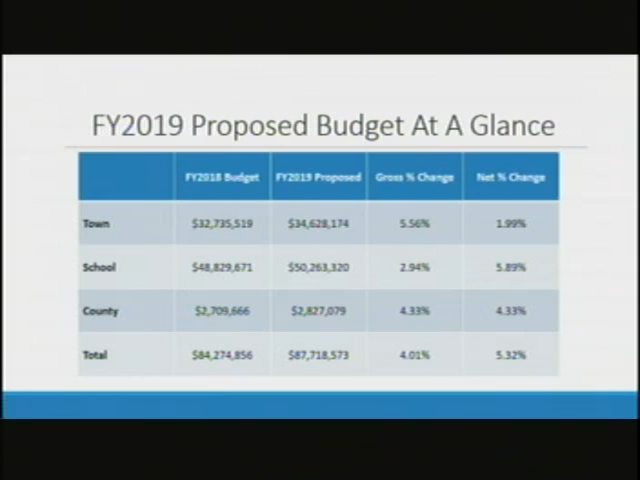 FY2019 Proposed Budget At A Glance
FY2018 Budget FY2019 Proposed Gross % Change Net % Change
Town $32,735,519 $34,628,174 5.56% 1.99%
School $48,829,671 $50,263,320 2.94% 5.89%
County $2,709,666 $2,827,079 4.33% 4.33%
Total $84,274,856 $87,718,573 4.01% 5.32%